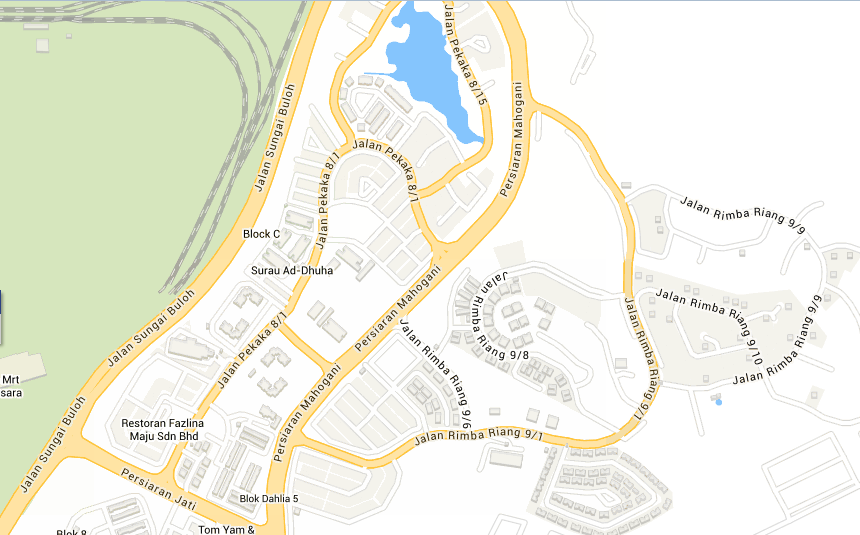 Jalan Pekaka 8/15
Persiaran Mahogani
Jalan Sungai Buloh
Jalan Pekaka 8/1
Jalan Pekaka 8/1
Jalan Rimba Riang 9/9
Block C
Surau Ad-Dhuha
Persiaran Mahogani
Jalan Rimba Riang 9/8
Jalan Rimba Riang 9/10
Jalan Rimba Riang 9/9
Jalan Sungai Buloh
Jalan Pekaka 8/1
Jalan Rimba Riang 9/1
Jalan Rimba Riang 9/6
Mrt
sara
Persiaran Mahogani
Jalan Sungai Buloh
Restoran Fazlina
Maju Sdn Bhd
Jalan Rimba Riang 9/1
Persiaran Jati
Blok Dahlia 5
Blok 8
Tom Yam &